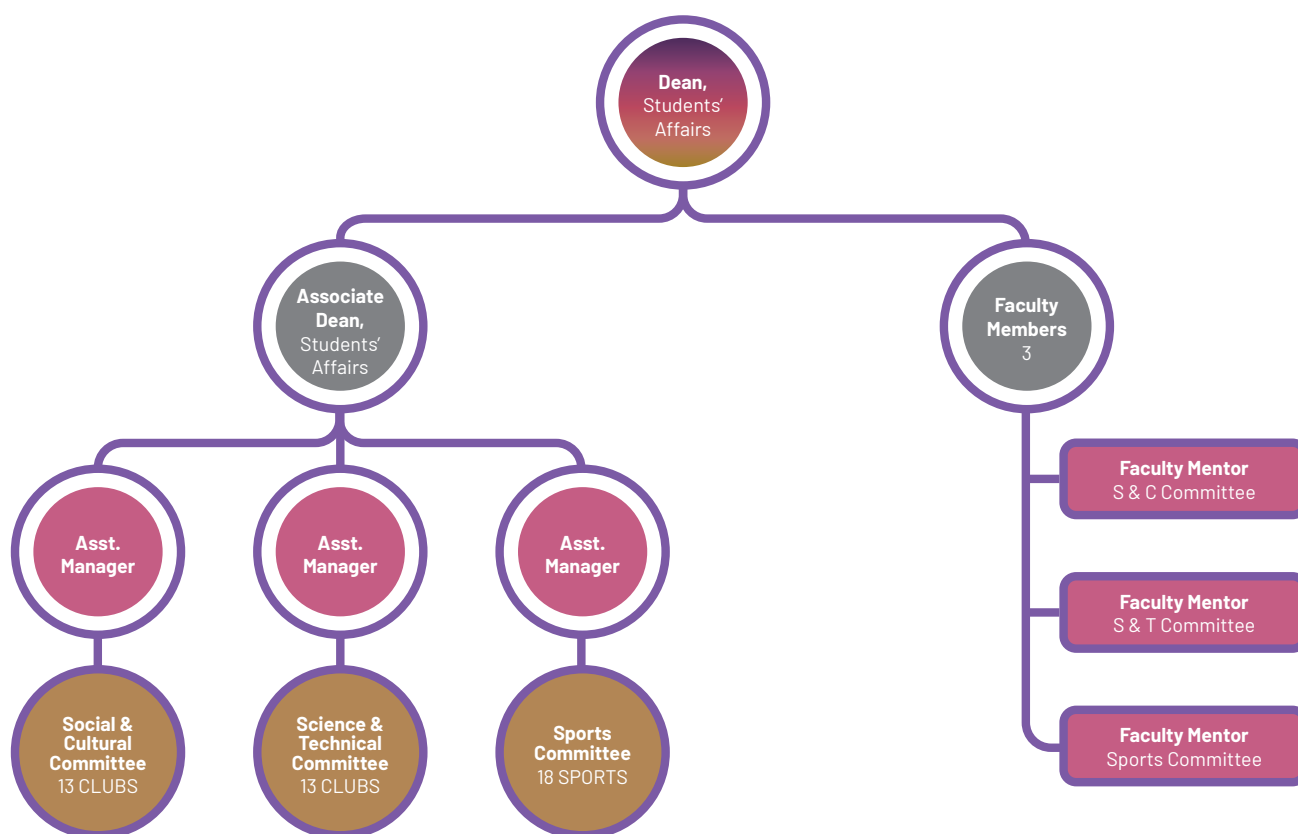 Dean,
Students’
Affairs
Associate
Dean,
Students’
Affairs
Faculty
Members
3
Asst.
Manager
Asst.
Manager
Asst.
Manager
Faculty Mentor
S & C Committee
Faculty Mentor
S & T Committee
Faculty Mentor
Sports Committee
Social &
Cultural
Committee
13 CLUBS
Science &
Technical
Committee
13 CLUBS
Sports
Committee
18 SPORTS